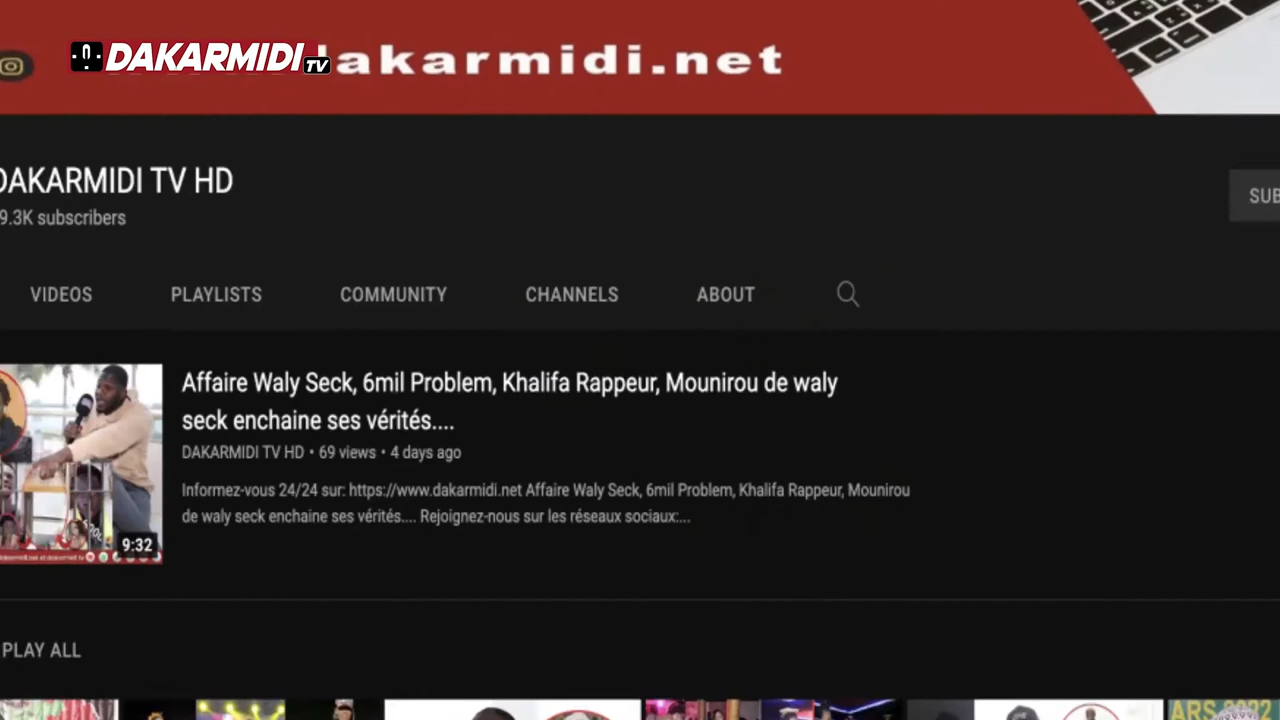 DAKARMIDI TV
akarmidi.net
DAKARMIDI TV HD
9.3K subscribers
SUB
VIDEOS PLAYLISTS COMMUNITY CHANNELS ABOUT
Affaire Waly Seck, 6mil Problem, Khalifa Rappeur, Mounirou de waly
seck enchaine ses vérités....
DAKARMIDI TV HD • 69 views • 4 days ago
Informez-vous 24/24 sur: https://www.dakarmidi.net Affaire Waly Seck, 6mil Problem, Khalifa Rappeur, Mounirou
de waly seck enchaine ses vérités.... Rejoignez-nous sur les réseaux sociaux:...
9:32
PLAY ALL
ARS 2022